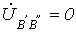 U̇_{B′B″} = 0